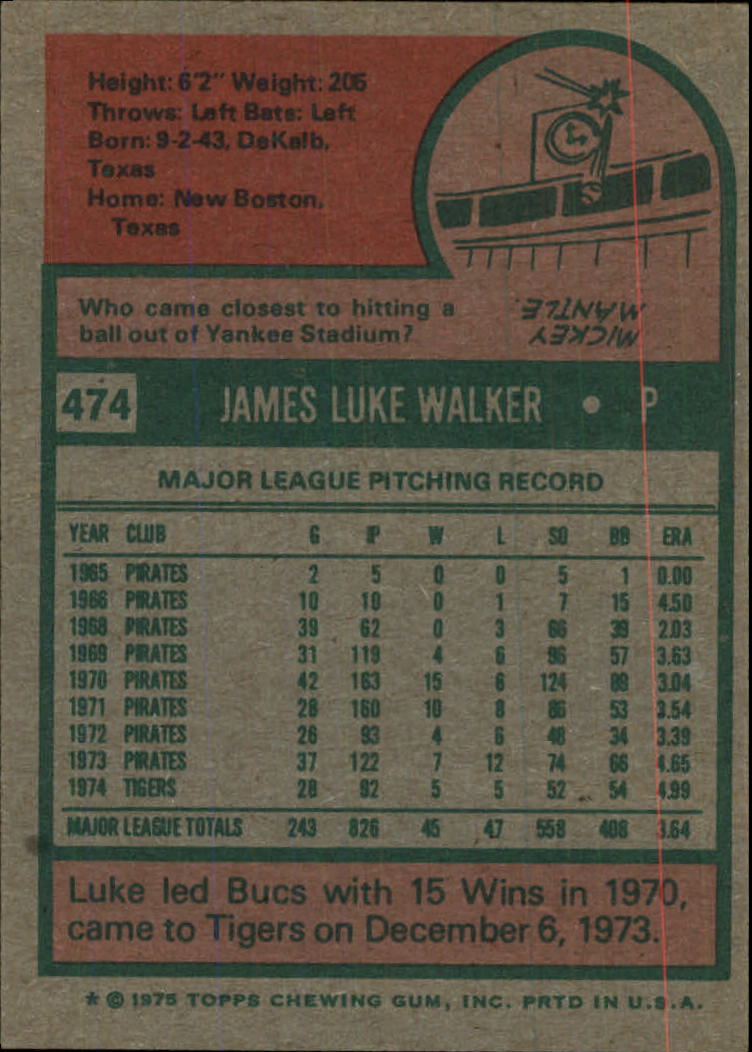 Height: 6'2" Weight: 205
Throws: Left Bats: Left
Born: 9-2-43, DeKalb,
Texas
Home: New Boston,
Texas
Who came closest to hitting a
ball out of Yankee Stadium?
MICKEY
MANTLE.
474 JAMES LUKE WALKER • P
MAJOR LEAGUE PITCHING RECORD
YEAR CLUB G IP W L SO BB ERA
1965 PIRATES 2 5 0 0 5 1 0.00
1966 PIRATES 10 10 0 1 7 15 4.50
1968 PIRATES 39 62 0 3 66 39 2.03
1969 PIRATES 31 119 4 6 96 57 3.63
1970 PIRATES 42 163 15 6 124 89 3.04
1971 PIRATES 28 160 10 8 86 53 3.54
1972 PIRATES 26 93 4 6 48 34 3.39
1973 PIRATES 37 122 7 12 74 66 4.65
1974 TIGERS 28 92 5 5 52 54 4.99
MAJOR LEAGUE TOTALS 243 826 45 47 558 408 3.64
Luke led Bucs with 15 Wins in 1970,
came to Tigers on December 6, 1973.
* © 1975 TOPPS CHEWING GUM, INC. PRTD IN U.S.A.